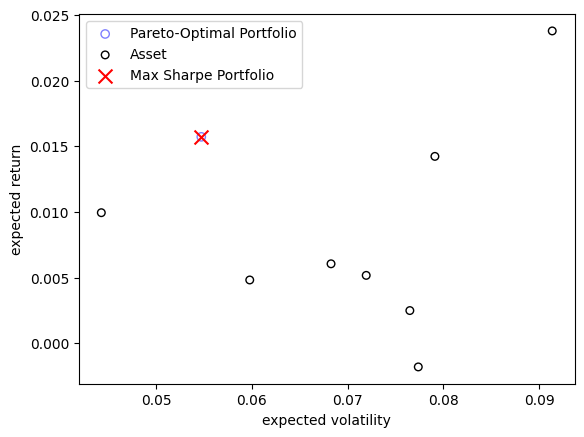 Pareto-Optimal Portfolio
Asset
Max Sharpe Portfolio
expected return
0.025
0.020
0.015
0.010
0.005
0.000
0.05 0.06 0.07 0.08 0.09
expected volatility